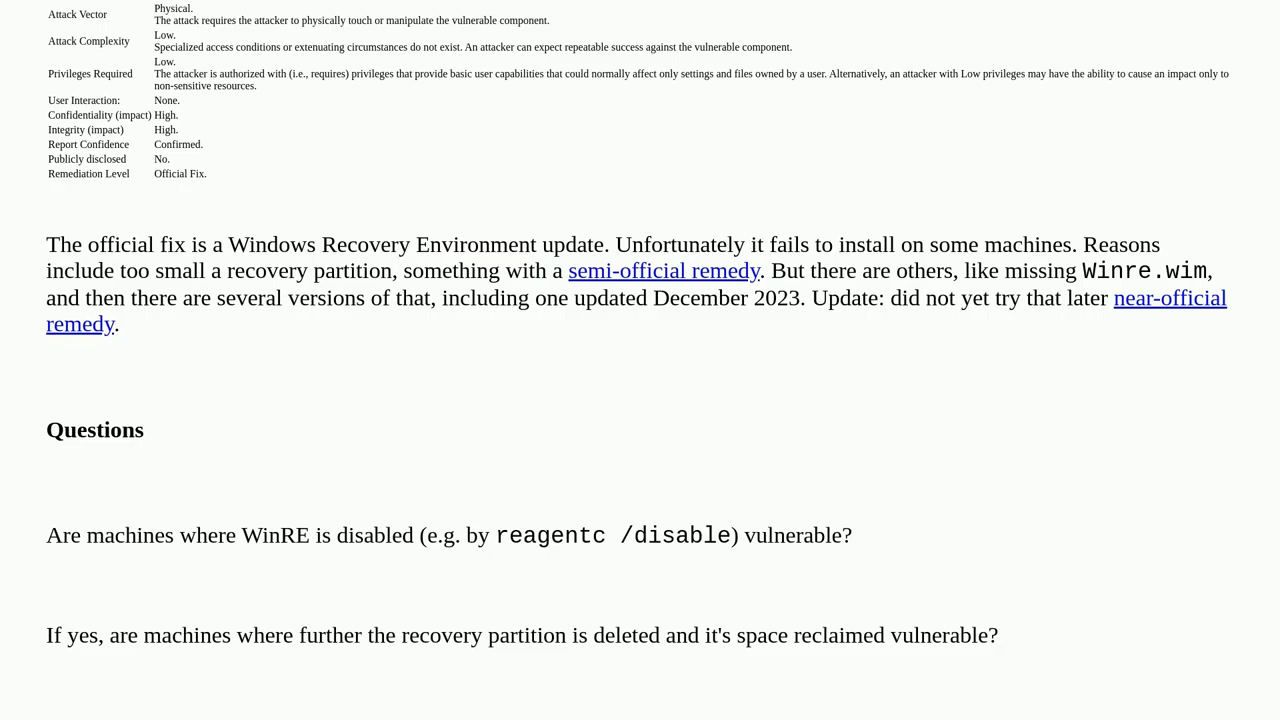 Attack Vector
Physical.
The attack requires the attacker to physically touch or manipulate the vulnerable component.
Attack Complexity
Low.
Specialized access conditions or extenuating circumstances do not exist. An attacker can expect repeatable success against the vulnerable component.
Privileges Required
Low.
The attacker is authorized with (i.e., requires) privileges that provide basic user capabilities that could normally affect only settings and files owned by a user. Alternatively, an attacker with Low privileges may have the ability to cause an impact only to
non-sensitive resources.
User Interaction: None.
Confidentiality (impact) High.
Integrity (impact) High.
Report Confidence Confirmed.
Publicly disclosed No.
Remediation Level Official Fix.
The official fix is a Windows Recovery Environment update. Unfortunately it fails to install on some machines. Reasons
include too small a recovery partition, something with a semi-official remedy. But there are others, like missing Winre.wim,
and then there are several versions of that, including one updated December 2023. Update: did not yet try that later near-official
remedy.
Questions
Are machines where WinRE is disabled (e.g. by reagentc /disable) vulnerable?
If yes, are machines where further the recovery partition is deleted and it's space reclaimed vulnerable?